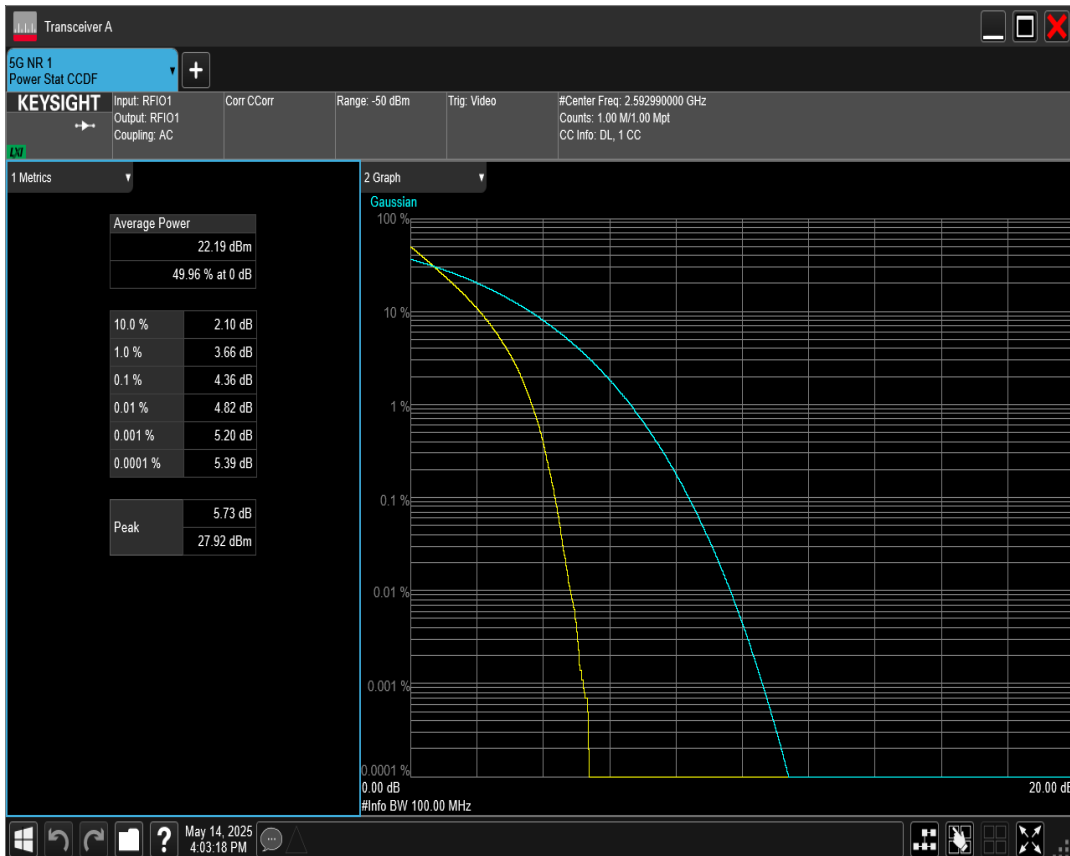 Transceiver A
5G NR 1
Power Stat CCDF
KEYSIGHT
LXI
Input: RFIO1
Output: RFIO1
Coupling: AC
Corr CCorr
Range: -50 dBm
Trig: Video
#Center Freq: 2.592990000 GHz
Counts: 1.00 M/1.00 Mpt
CC Info: DL, 1 CC
1 Metrics
Average Power
22.19 dBm
49.96 % at 0 dB
10.0 % 2.10 dB
1.0 % 3.66 dB
0.1 % 4.36 dB
0.01 % 4.82 dB
0.001 % 5.20 dB
0.0001 % 5.39 dB
Peak 5.73 dB
27.92 dBm
2 Graph
Gaussian
100 %
10 %
1 %
0.1 %
0.01 %
0.001 %
0.0001 %
0.00 dB 20.00 dB
#Info BW 100.00 MHz
? May 14, 2025
4:03:18 PM